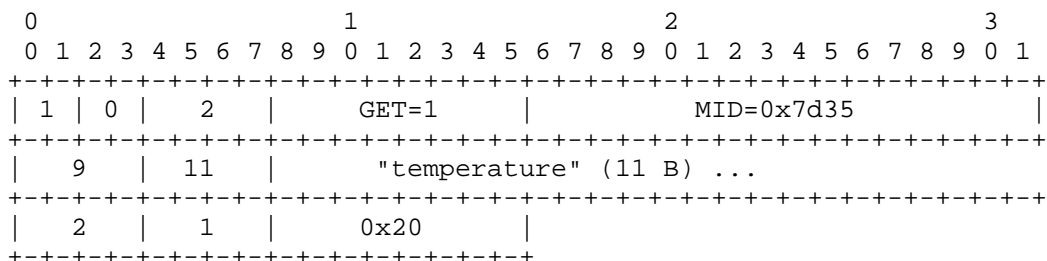 0                   1                   2                   3
 0 1 2 3 4 5 6 7 8 9 0 1 2 3 4 5 6 7 8 9 0 1 2 3 4 5 6 7 8 9 0 1
+-+-+-+-+-+-+-+-+-+-+-+-+-+-+-+-+-+-+-+-+-+-+-+-+-+-+-+-+-+-+-+-+
| 1 | 0 |   2   |     GET=1     |          MID=0x7d35           |
+-+-+-+-+-+-+-+-+-+-+-+-+-+-+-+-+-+-+-+-+-+-+-+-+-+-+-+-+-+-+-+-+
|   9   |  11   |      "temperature" (11 B) ...
+-+-+-+-+-+-+-+-+-+-+-+-+-+-+-+-+-+-+-+-+-+-+-+-+-+-+-+-+-+-+-+-+
|   2   |   1   |     0x20      |
+-+-+-+-+-+-+-+-+-+-+-+-+-+-+-+-+